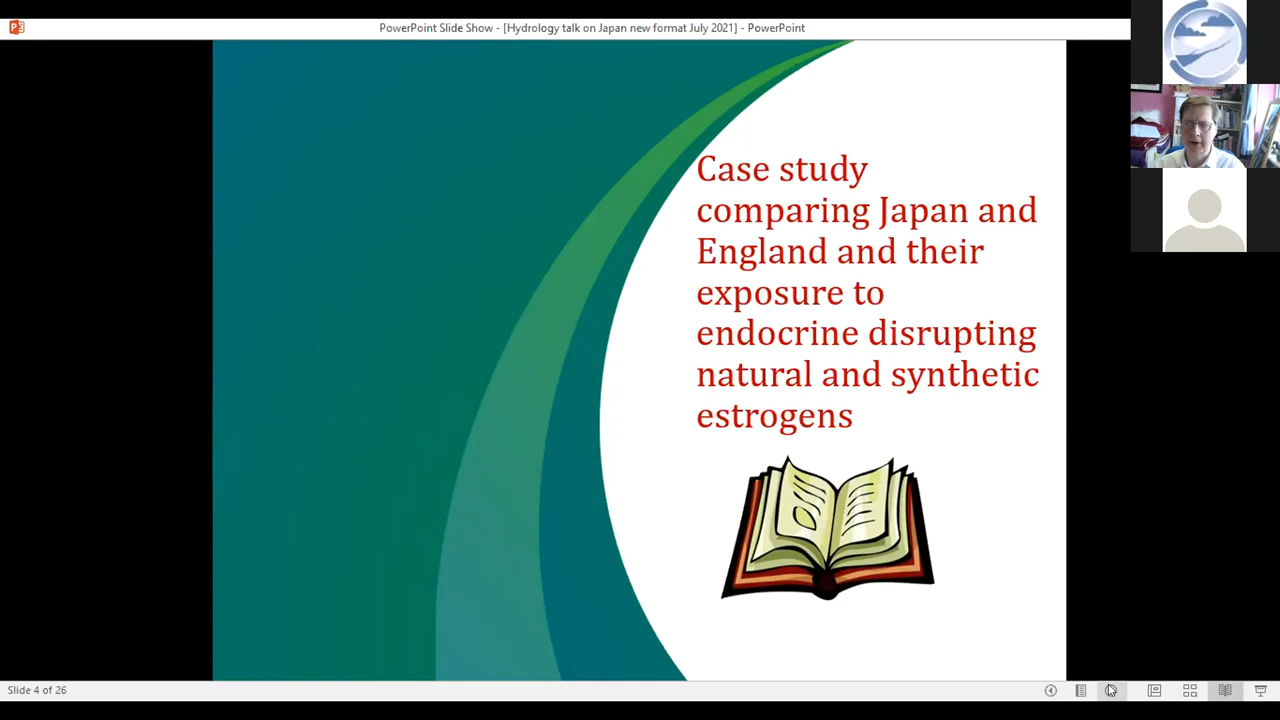 PowerPoint Slide Show - [Hydrology talk on Japan new format July 2021] - PowerPoint
Case study
comparing Japan and
England and their
exposure to
endocrine disrupting
natural and synthetic
estrogens
Slide 4 of 26